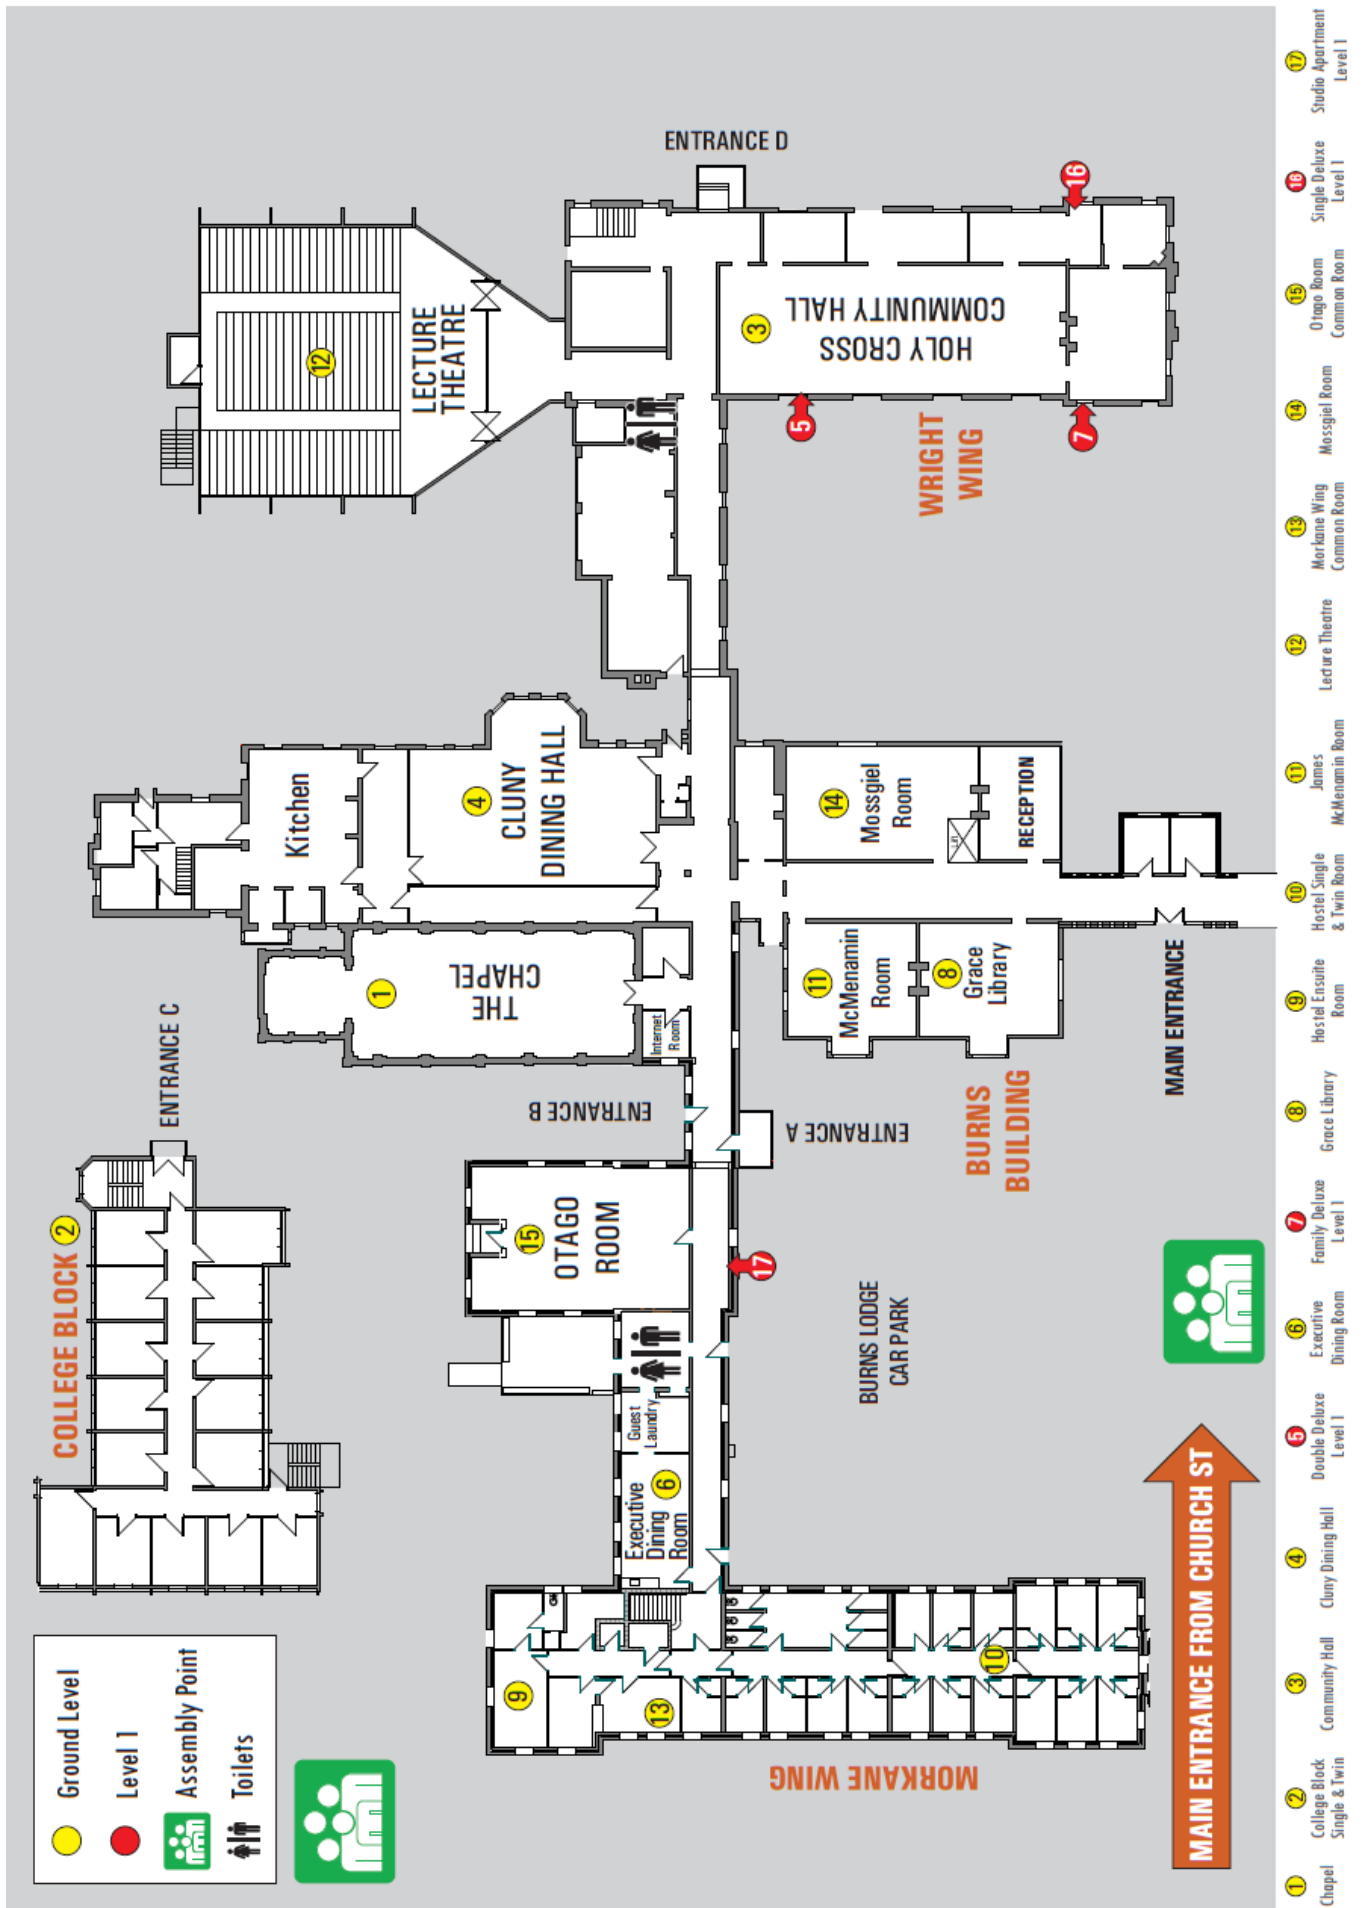 Ground Level
Level 1
Assembly Point
Toilets
COLLEGE BLOCK 2
ENTRANCE C
12
LECTURE
THEATRE
ENTRANCE D
Kitchen
4
CLUNY
DINING HALL
1
THE
CHAPEL
Internet
Room
ENTRANCE B
ENTRANCE A
15
OTAGO
ROOM
17
Guest
Laundry
Executive
Dining
Room
6
9
13
10
MORKANE WING
BURNS LODGE
CAR PARK
BURNS
BUILDING
11
McMenamin
Room
8
Grace
Library
14
Mossgiel
Room
Lift
RECEPTION
MAIN ENTRANCE
3
HOLY CROSS
COMMUNITY HALL
5
7
16
WRIGHT
WING
MAIN ENTRANCE FROM CHURCH ST
1
Chapel
2
College Block
Single & Twin
3
Community Hall
4
Cluny Dining Hall
5
Double Deluxe
Level 1
6
Executive
Dining Room
7
Family Deluxe
Level 1
8
Grace Library
9
Hostel Ensuite
Room
10
Hostel Single
& Twin Room
11
James
McMenamin Room
12
Lecture Theatre
13
Morkane Wing
Common Room
14
Mossgiel Room
15
Otago Room
Common Room
16
Single Deluxe
Level 1
17
Studio Apartment
Level 1